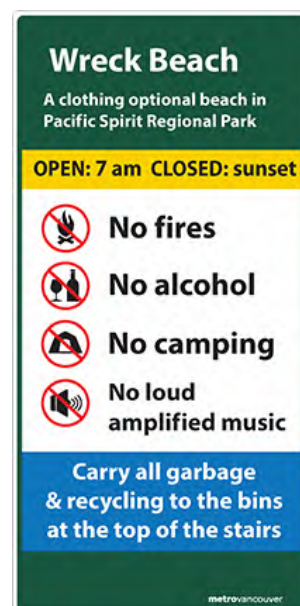 Wreck Beach
A clothing optional beach in
Pacific Spirit Regional Park
OPEN: 7 am CLOSED: sunset
No fires
No alcohol
No camping
No loud
amplified music
Carry all garbage
& recycling to the bins
at the top of the stairs
metrovancouver